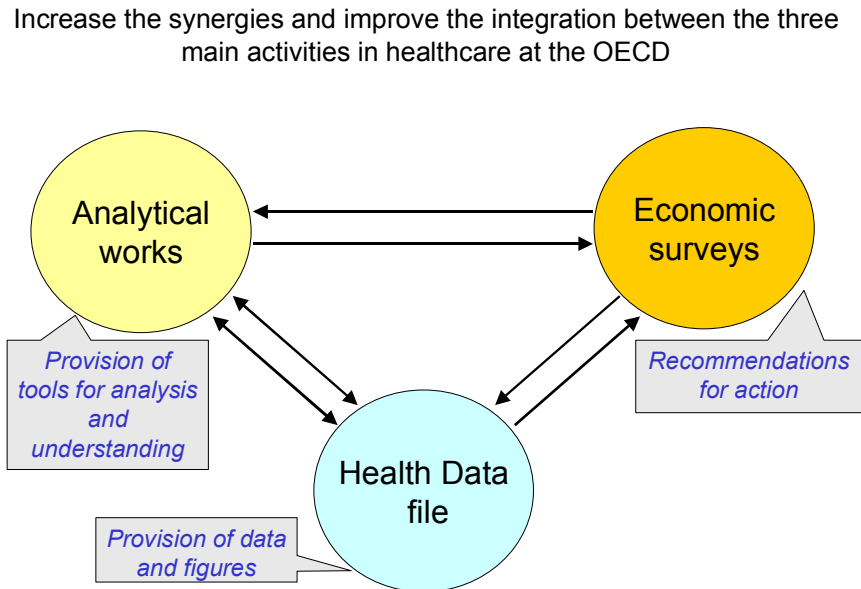 Increase the synergies and improve the integration between the three
main activities in healthcare at the OECD
Analytical
works
Economic
surveys
Provision of
tools for analysis
and
understanding
Recommendations
for action
Health Data
file
Provision of data
and figures